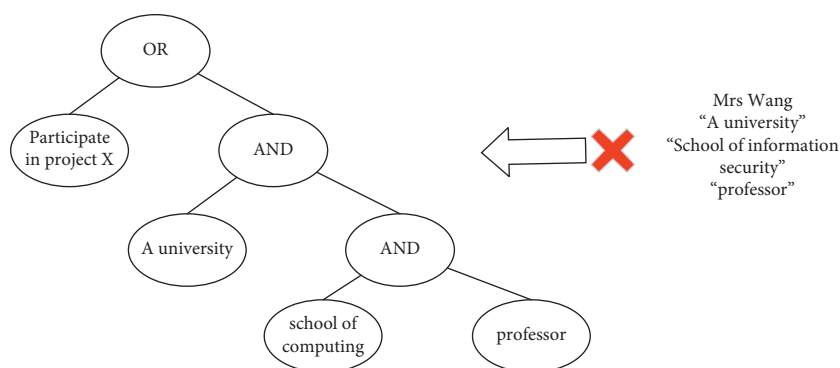 OR
Participate
in project X
AND
A university
AND
school of
computing
professor
Mrs Wang
“A university”
“School of information
security”
“professor”